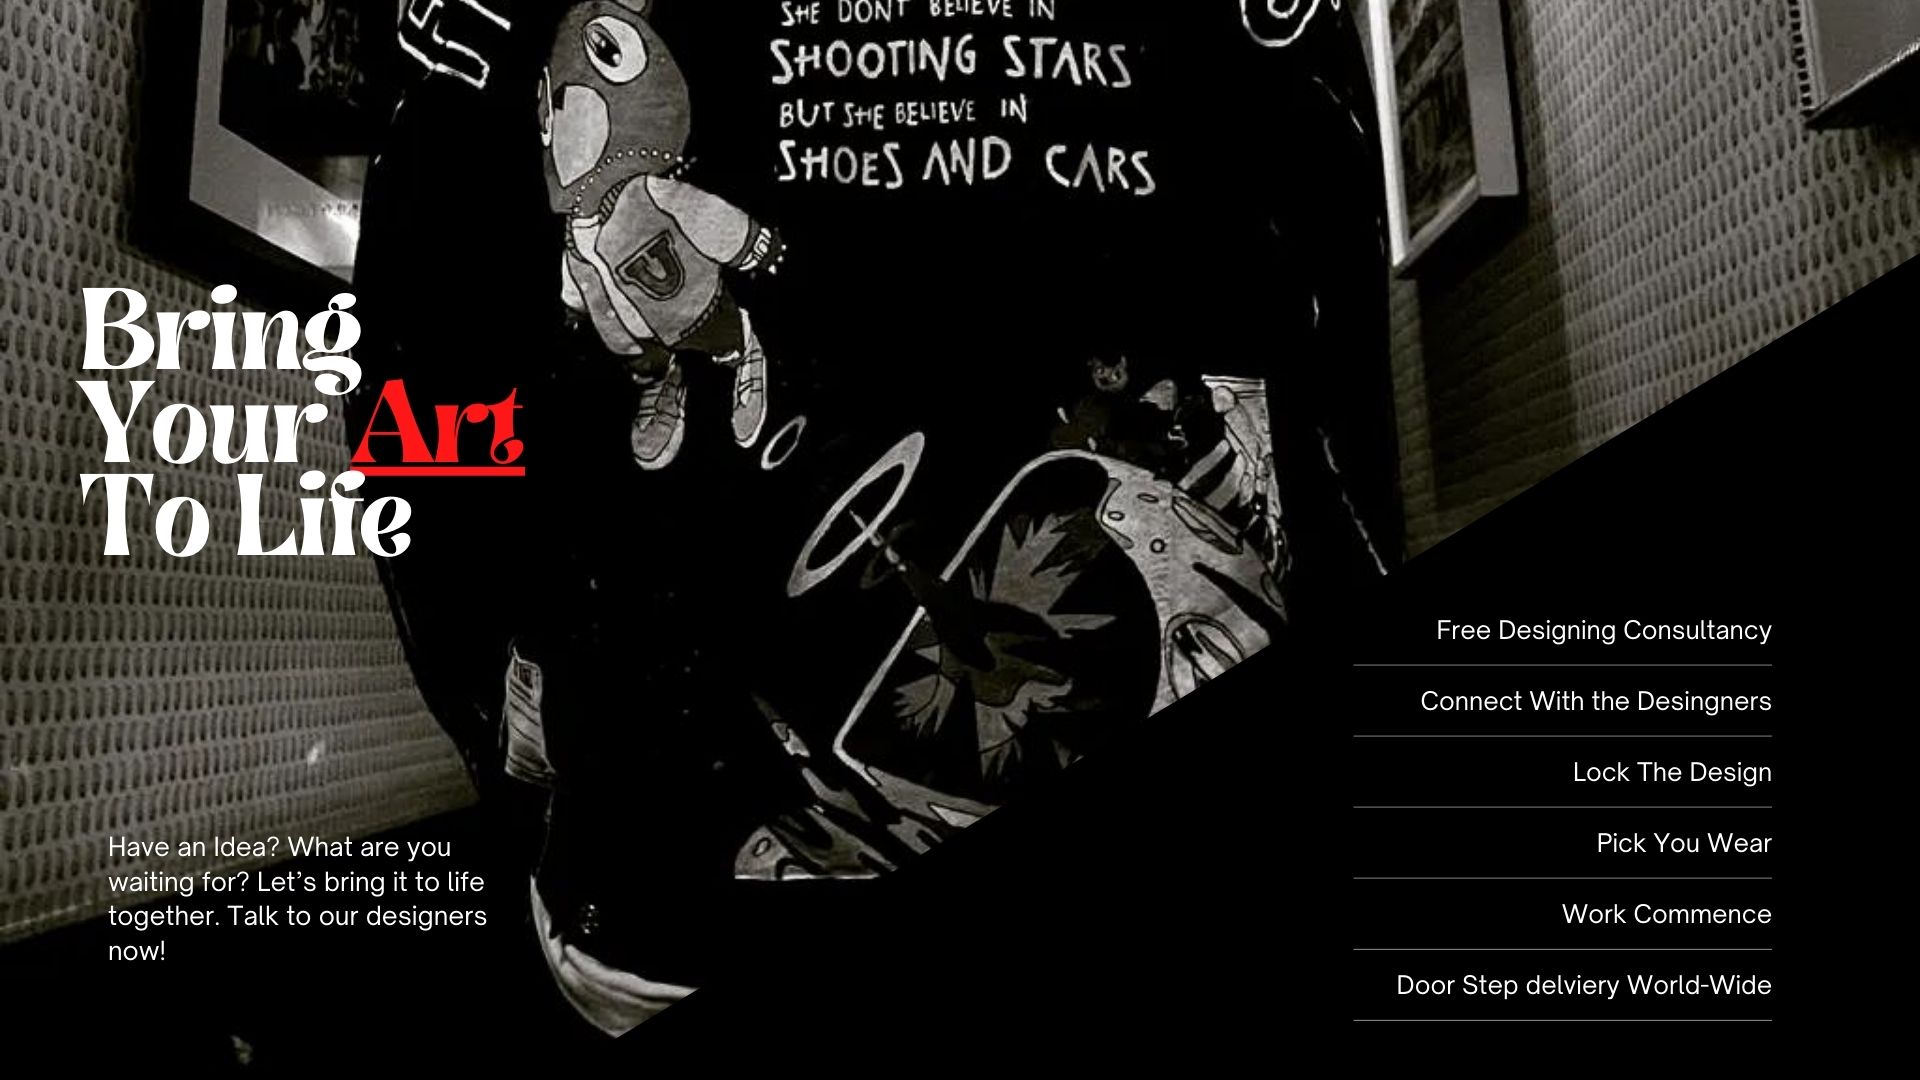 SHE DONT BELIEVE IN
SHOOTING STARS
BUT SHE BELIEVE IN
SHOES AND CARS
U
Bring
Your Art
To Life
Have an Idea? What are you
waiting for? Let’s bring it to life
together. Talk to our designers
now!
Free Designing Consultancy
Connect With the Desingners
Lock The Design
Pick You Wear
Work Commence
Door Step delviery World-Wide